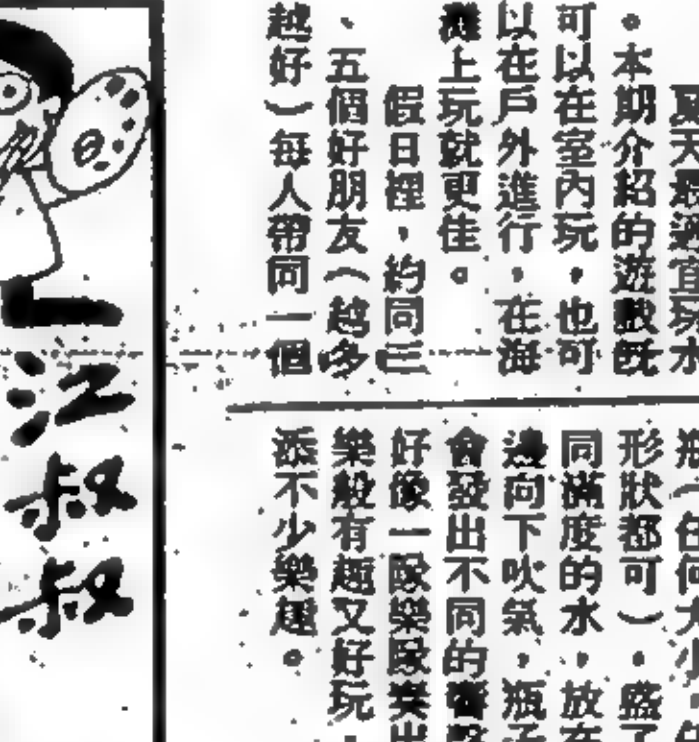 夏天最適宜玩水
。本期介紹的遊戲既
可以在室內玩,也可
以在戶外進行,在海
灘上玩就更佳。
假日裡,約同三
、五個好朋友(越多
越好)每人帶同一個
瓶(任何大小,
形狀都可),盛了
同滿度的水,放在
邊向下吹氣,瓶子
會發出不同的聲
好像一隊樂隊奏出
樂般有趣又好玩,
添不少樂趣。
江叔叔